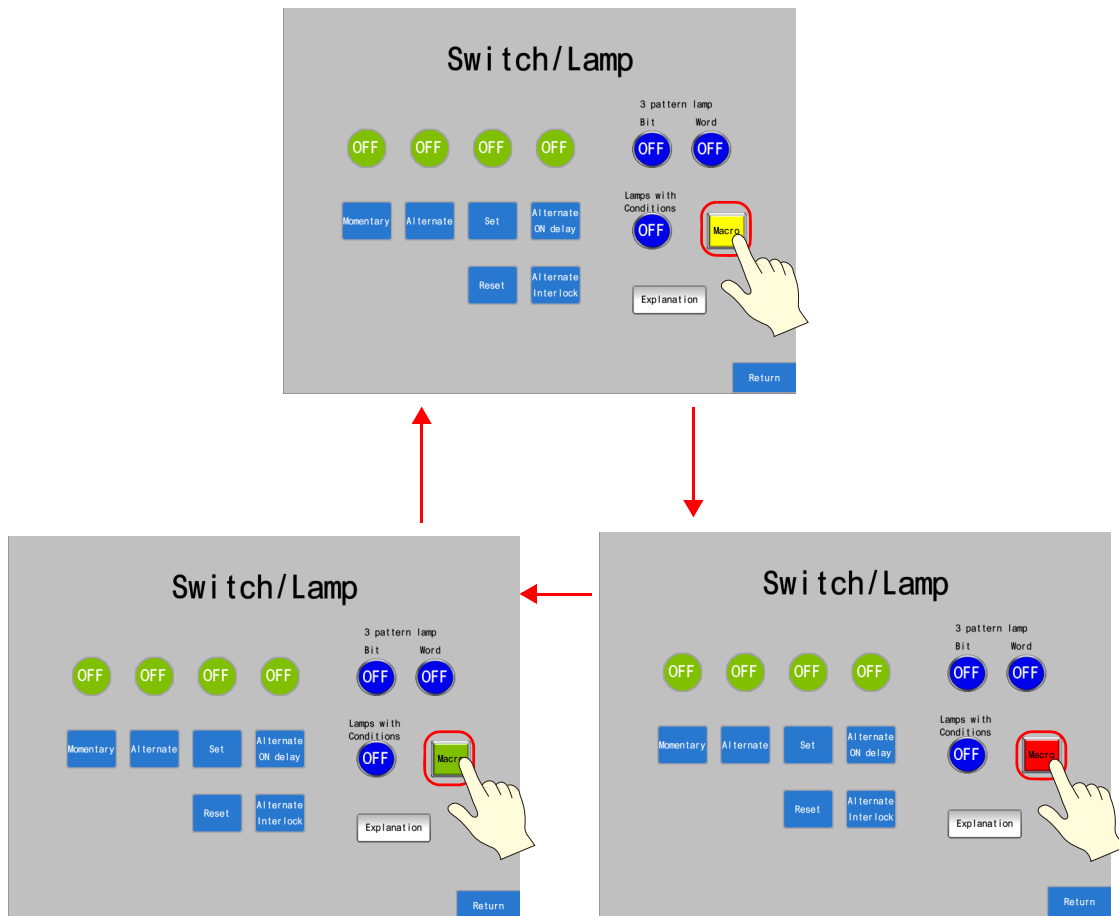 Switch/Lamp
3 pattern lamp
Bit Word
OFF OFF OFF OFF OFF OFF
Lamps with
Conditions
Momentary Alternate Set Alternate
ON delay
OFF Macro
Reset Alternate
Interlock
Explanation
Return
Switch/Lamp
3 pattern lamp
Bit Word
OFF OFF OFF OFF OFF OFF
Lamps with
Conditions
Momentary Alternate Set Alternate
ON delay
OFF Macro
Reset Alternate
Interlock
Explanation
Return
Switch/Lamp
3 pattern lamp
Bit Word
OFF OFF OFF OFF OFF OFF
Lamps with
Conditions
Momentary Alternate Set Alternate
ON delay
OFF Macro
Reset Alternate
Interlock
Explanation
Return